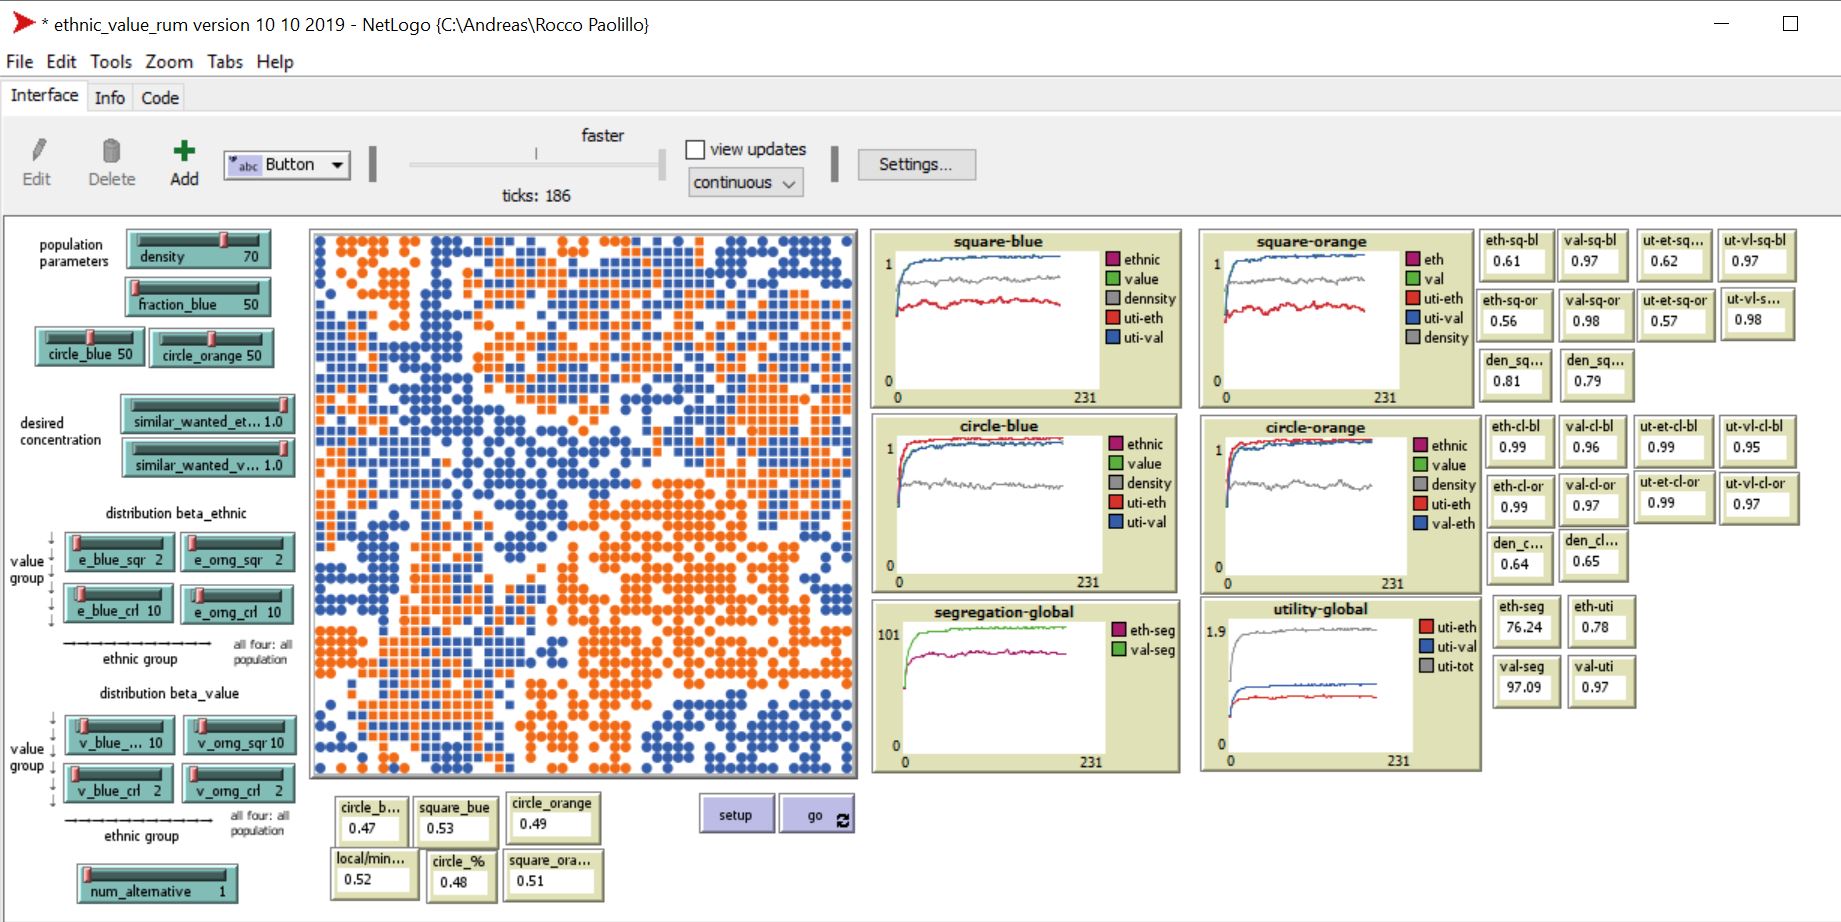 * ethnic_value_rum version 10 10 2019 - NetLogo {C:\Andreas\Rocco Paolillo}
File Edit Tools Zoom Tabs Help
Interface Info Code
Edit Delete Add
abc Button
faster
ticks: 186
view updates
continuous
Settings...
population
parameters
density 70
fraction_blue 50
circle_blue 50
circle_orange 50
desired
concentration
similar_wanted_et... 1.0
similar_wanted_v... 1.0
distribution beta_ethnic
value
group
e_blue_sqr 2
e_orng_sqr 2
e_blue_crl 10
e_orng_crl 10
ethnic group
all four: all
population
distribution beta_value
value
group
v_blue_... 10
v_orng_sqr 10
v_blue_crl 2
v_orng_crl 2
ethnic group
all four: all
population
num_alternative 1
circle_b...
0.47
square_bue
0.53
circle_orange
0.49
local/min...
0.52
circle_%
0.48
square_ora...
0.51
setup
go
square-blue
1
0
0
231
ethnic
value
dennsity
uti-eth
uti-val
square-orange
1
0
0
231
eth
val
uti-eth
uti-val
density
circle-blue
1
0
0
231
ethnic
value
density
uti-eth
uti-val
circle-orange
1
0
0
231
ethnic
value
density
uti-eth
val-eth
segregation-global
101
0
0
231
eth-seg
val-seg
utility-global
1.9
0
0
231
uti-eth
uti-val
uti-tot
eth-sq-bl
0.61
val-sq-bl
0.97
ut-et-sq...
0.62
ut-vl-sq-bl
0.97
eth-sq-or
0.56
val-sq-or
0.98
ut-et-sq-or
0.57
ut-vl-s...
0.98
den_sq...
0.81
den_sq...
0.79
eth-cl-bl
0.99
val-cl-bl
0.96
ut-et-cl-bl
0.99
ut-vl-cl-bl
0.95
eth-cl-or
0.99
val-cl-or
0.97
ut-et-cl-or
0.99
ut-vl-cl-or
0.97
den_c...
0.64
den_cl...
0.65
eth-seg
76.24
eth-uti
0.78
val-seg
97.09
val-uti
0.97